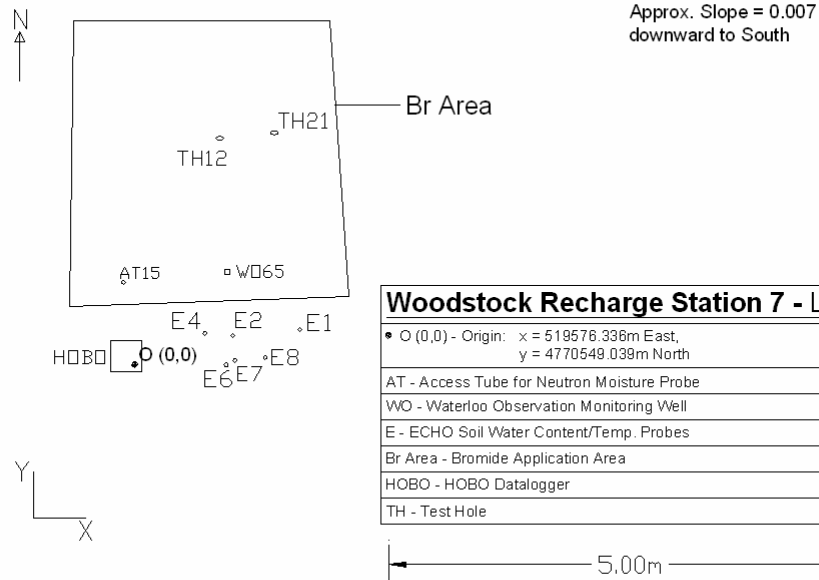 N
Approx. Slope = 0.007
downward to South
Br Area
TH21
TH12
AT15
WO65
E4
E2
E1
HOBO
O (0,0)
E6
E7
E8
Woodstock Recharge Station 7 - L
O (0,0) - Origin: x = 519576.336m East,
y = 4770549.039m North
AT - Access Tube for Neutron Moisture Probe
WO - Waterloo Observation Monitoring Well
E - ECHO Soil Water Content/Temp. Probes
Br Area - Bromide Application Area
HOBO - HOBO Datalogger
TH - Test Hole
Y
X
5.00m